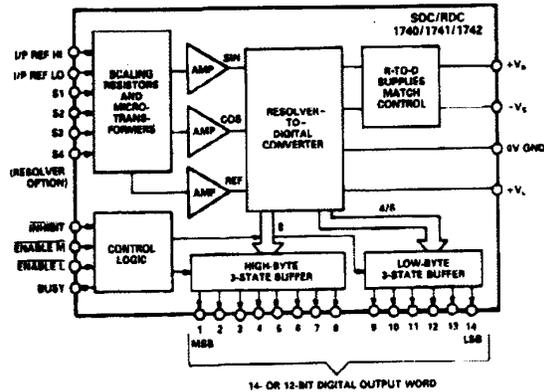 SDC/RDC
1740/1741/1742
I/P REF HI
I/P REF LO
S1
S2
S3
S4
(RESOLVER
OPTION)
SCALING
RESISTORS
AND
MICRO-
TRANS-
FORMERS
AMP
SIN
AMP
COS
AMP
REF
RESOLVER-
TO-
DIGITAL
CONVERTER
R-TO-D
SUPPLIES
MATCH
CONTROL
+VS
-VS
0V GND
+VL
INHIBIT
ENABLE M
ENABLE L
BUSY
CONTROL
LOGIC
8
4/6
HIGH-BYTE
3-STATE BUFFER
LOW-BYTE
3-STATE BUFFER
1 2 3 4 5 6 7 8 9 10 11 12 13 14
MSB
LSB
14- OR 12-BIT DIGITAL OUTPUT WORD